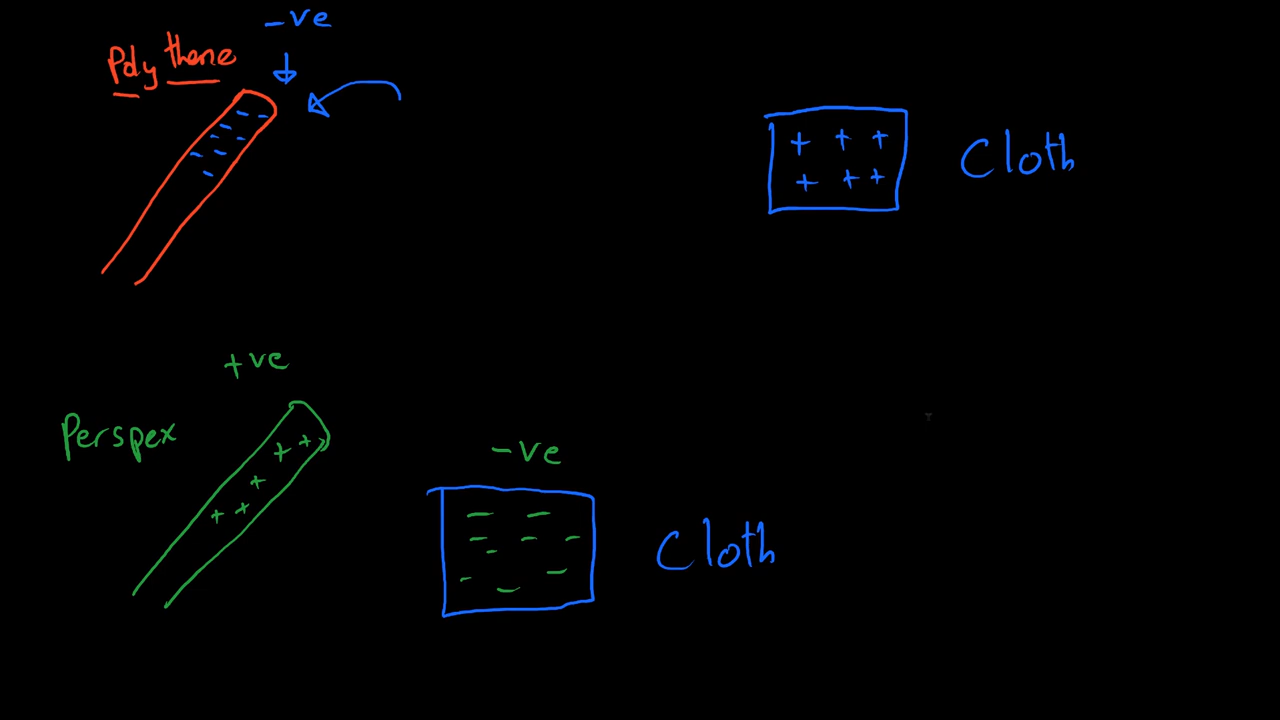 -ve
Polythene
+ + +
+ + +
Cloth
+ve
Perspex
-ve
Cloth